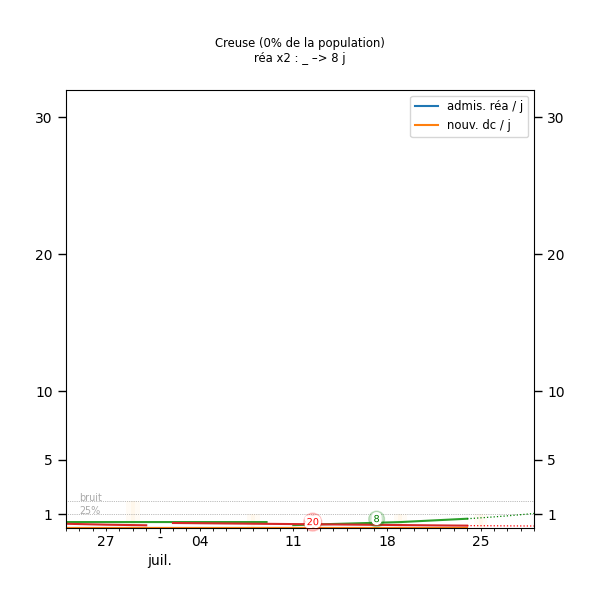 Creuse (0% de la population)
réa x2 : _ –> 8 j
admis. réa / j
nouv. dc / j
30 30
20 20
10 10
5 5
bruit
25%
1 1
20 8
27 - 04 11 18 25
juil.